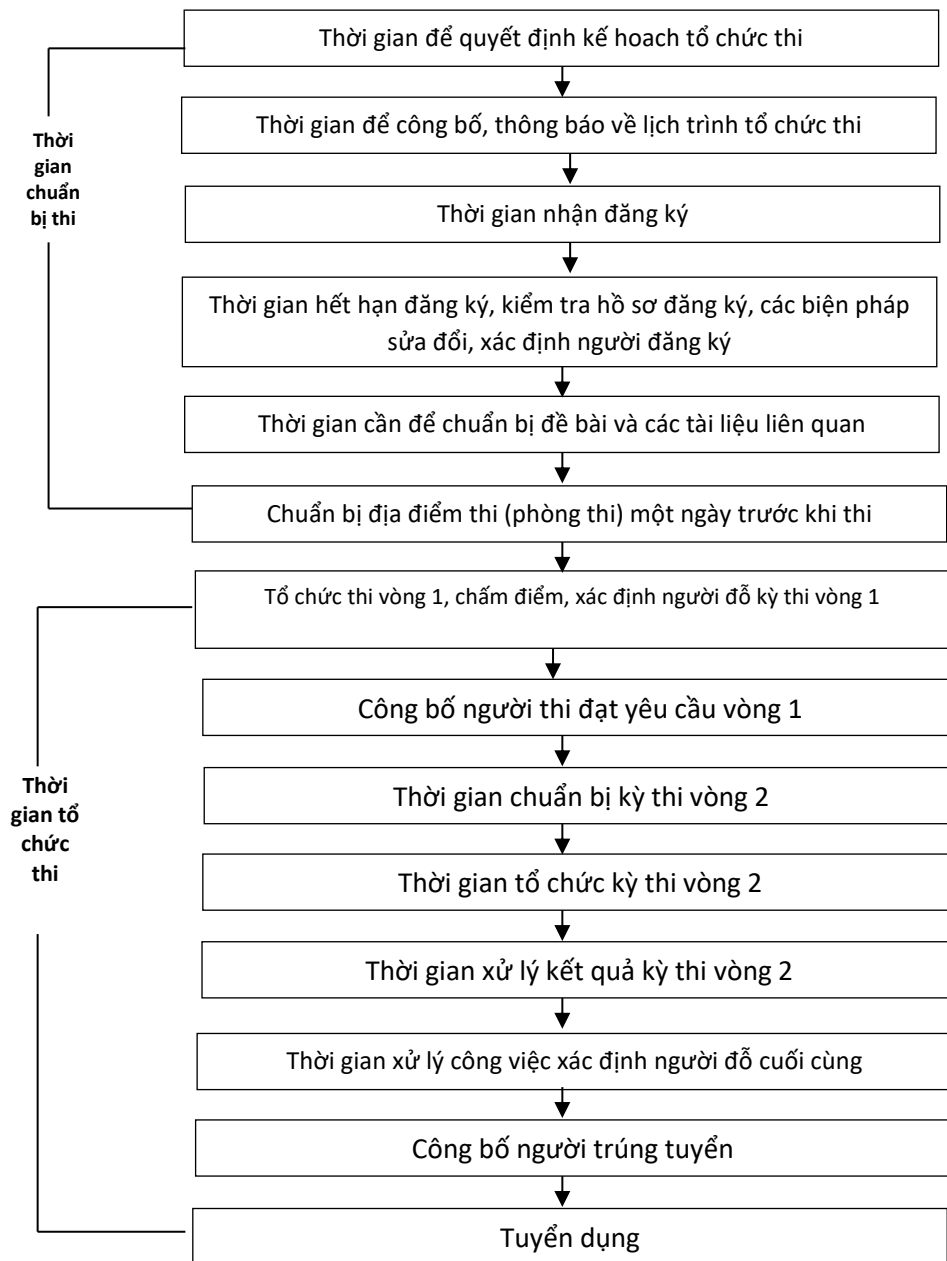 Thời gian để quyết định kế hoach tổ chức thi
Thời gian để công bố, thông báo về lịch trình tổ chức thi
Thời
gian
chuẩn
bị thi
Thời gian nhận đăng ký
Thời gian hết hạn đăng ký, kiểm tra hồ sơ đăng ký, các biện pháp
sửa đổi, xác định người đăng ký
Thời gian cần để chuẩn bị đề bài và các tài liệu liên quan
Chuẩn bị địa điểm thi (phòng thi) một ngày trước khi thi
Tổ chức thi vòng 1, chấm điểm, xác định người đỗ kỳ thi vòng 1
Công bố người thi đạt yêu cầu vòng 1
Thời gian chuẩn bị kỳ thi vòng 2
Thời
gian tổ
chức
thi
Thời gian tổ chức kỳ thi vòng 2
Thời gian xử lý kết quả kỳ thi vòng 2
Thời gian xử lý công việc xác định người đỗ cuối cùng
Công bố người trúng tuyển
Tuyển dụng